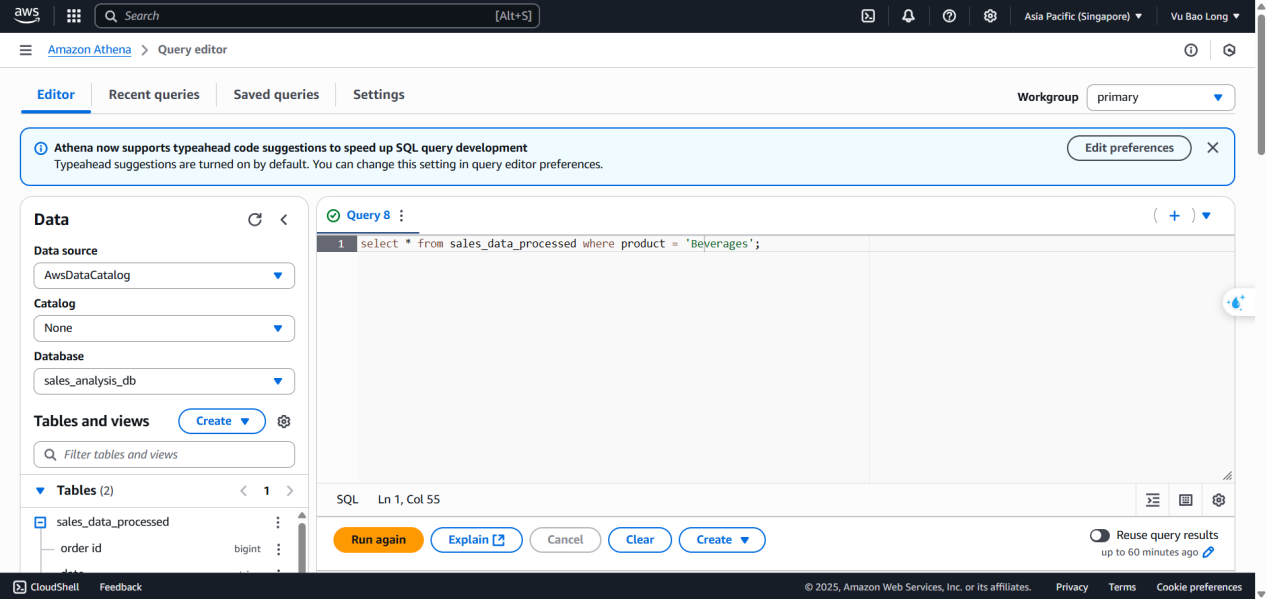 aws
Search [Alt+S]
Asia Pacific (Singapore)
Vu Bao Long
Amazon Athena > Query editor
Editor
Recent queries
Saved queries
Settings
Workgroup
primary
Athena now supports typeahead code suggestions to speed up SQL query development
Typeahead suggestions are turned on by default. You can change this setting in query editor preferences.
Edit preferences
Data
Data source
AwsDataCatalog
Catalog
None
Database
sales_analysis_db
Tables and views
Create
Filter tables and views
Tables (2)
< 1 >
sales_data_processed
order id bigint
Query 8
1 select * from sales_data_processed where product = 'Beverages';
SQL Ln 1, Col 55
Run again
Explain
Cancel
Clear
Create
Reuse query results
up to 60 minutes ago
CloudShell
Feedback
© 2025, Amazon Web Services, Inc. or its affiliates.
Privacy
Terms
Cookie preferences